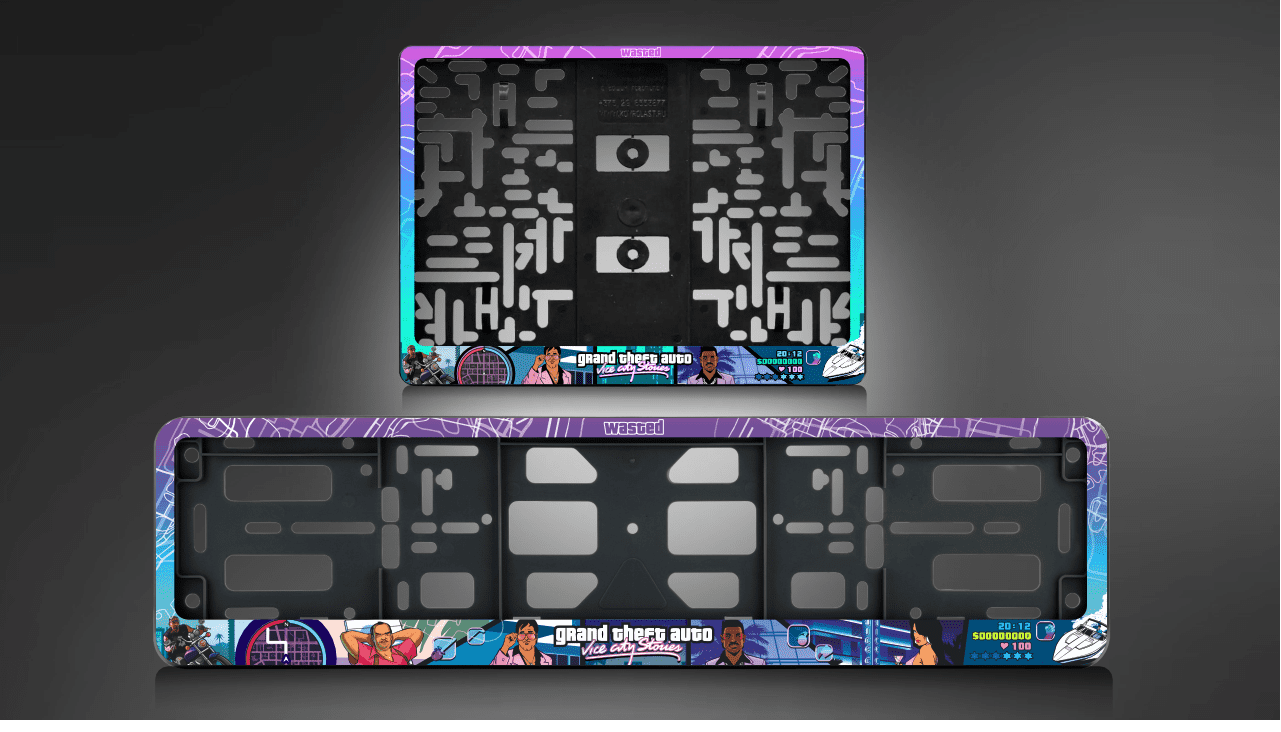 wasted
grand theft auto
Vice City Stories
20:12
$00000000
♥ 100
wasted
grand theft auto
Vice City Stories
20:12
$00000000
♥ 100